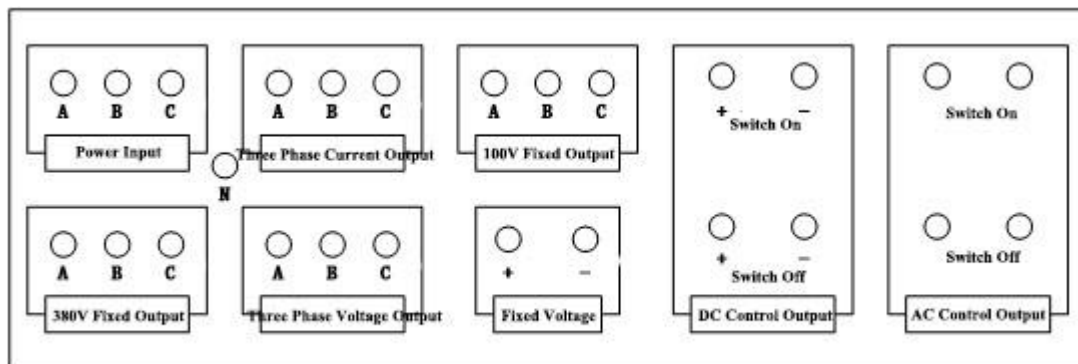 A B C
Power Input
A B C
Three Phase Current Output
A B C
100V Fixed Output
+ −
Switch On
+ −
Switch Off
DC Control Output
Switch On
Switch Off
AC Control Output
N
A B C
380V Fixed Output
A B C
Three Phase Voltage Output
+ −
Fixed Voltage